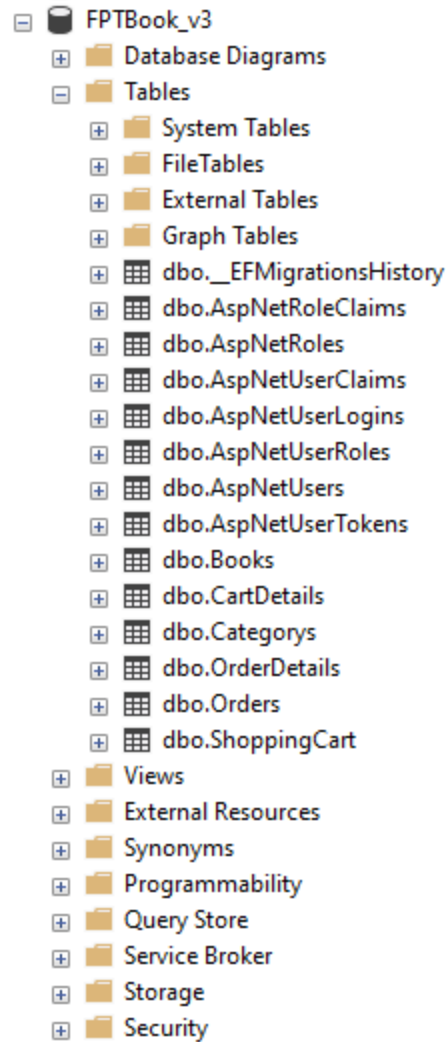 FPTBook_v3
Database Diagrams
Tables
System Tables
FileTables
External Tables
Graph Tables
dbo.__EFMigrationsHistory
dbo.AspNetRoleClaims
dbo.AspNetRoles
dbo.AspNetUserClaims
dbo.AspNetUserLogins
dbo.AspNetUserRoles
dbo.AspNetUsers
dbo.AspNetUserTokens
dbo.Books
dbo.CartDetails
dbo.Categorys
dbo.OrderDetails
dbo.Orders
dbo.ShoppingCart
Views
External Resources
Synonyms
Programmability
Query Store
Service Broker
Storage
Security